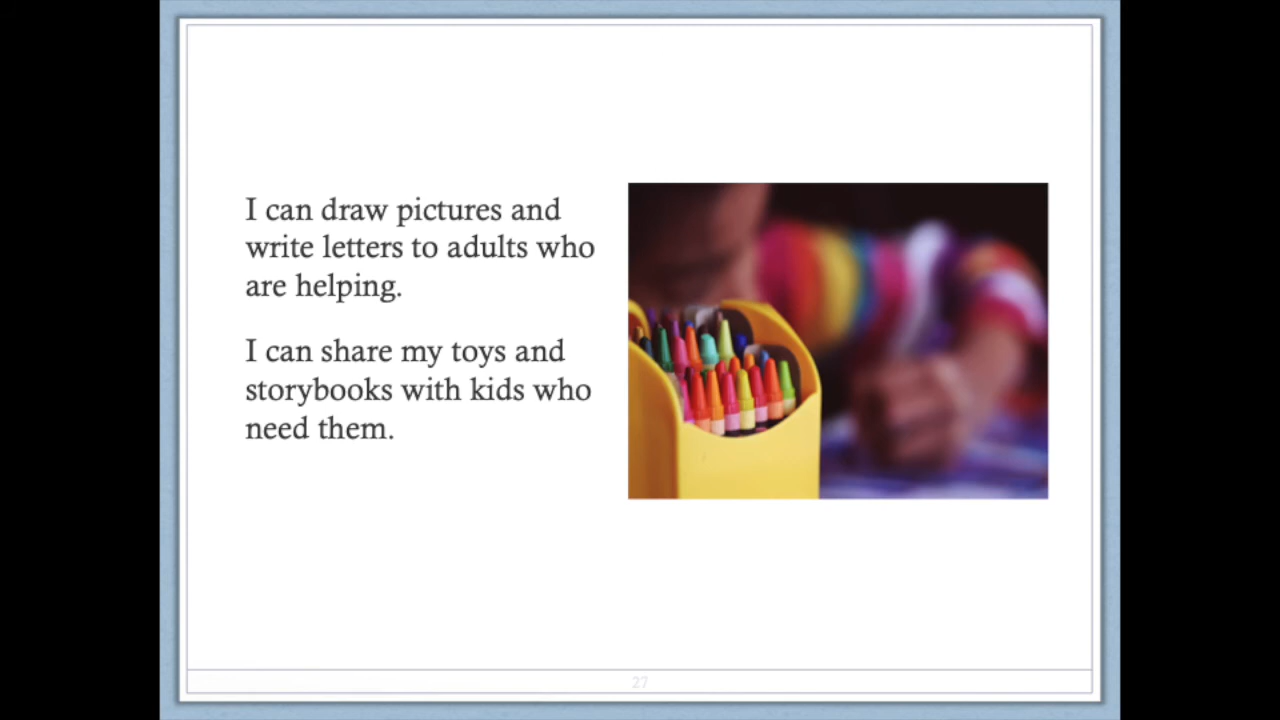 I can draw pictures and
write letters to adults who
are helping.
I can share my toys and
storybooks with kids who
need them.
27